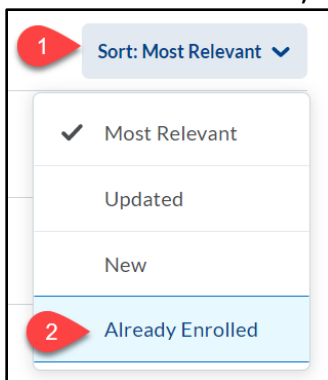 1 Sort: Most Relevant
Most Relevant
Updated
New
2 Already Enrolled